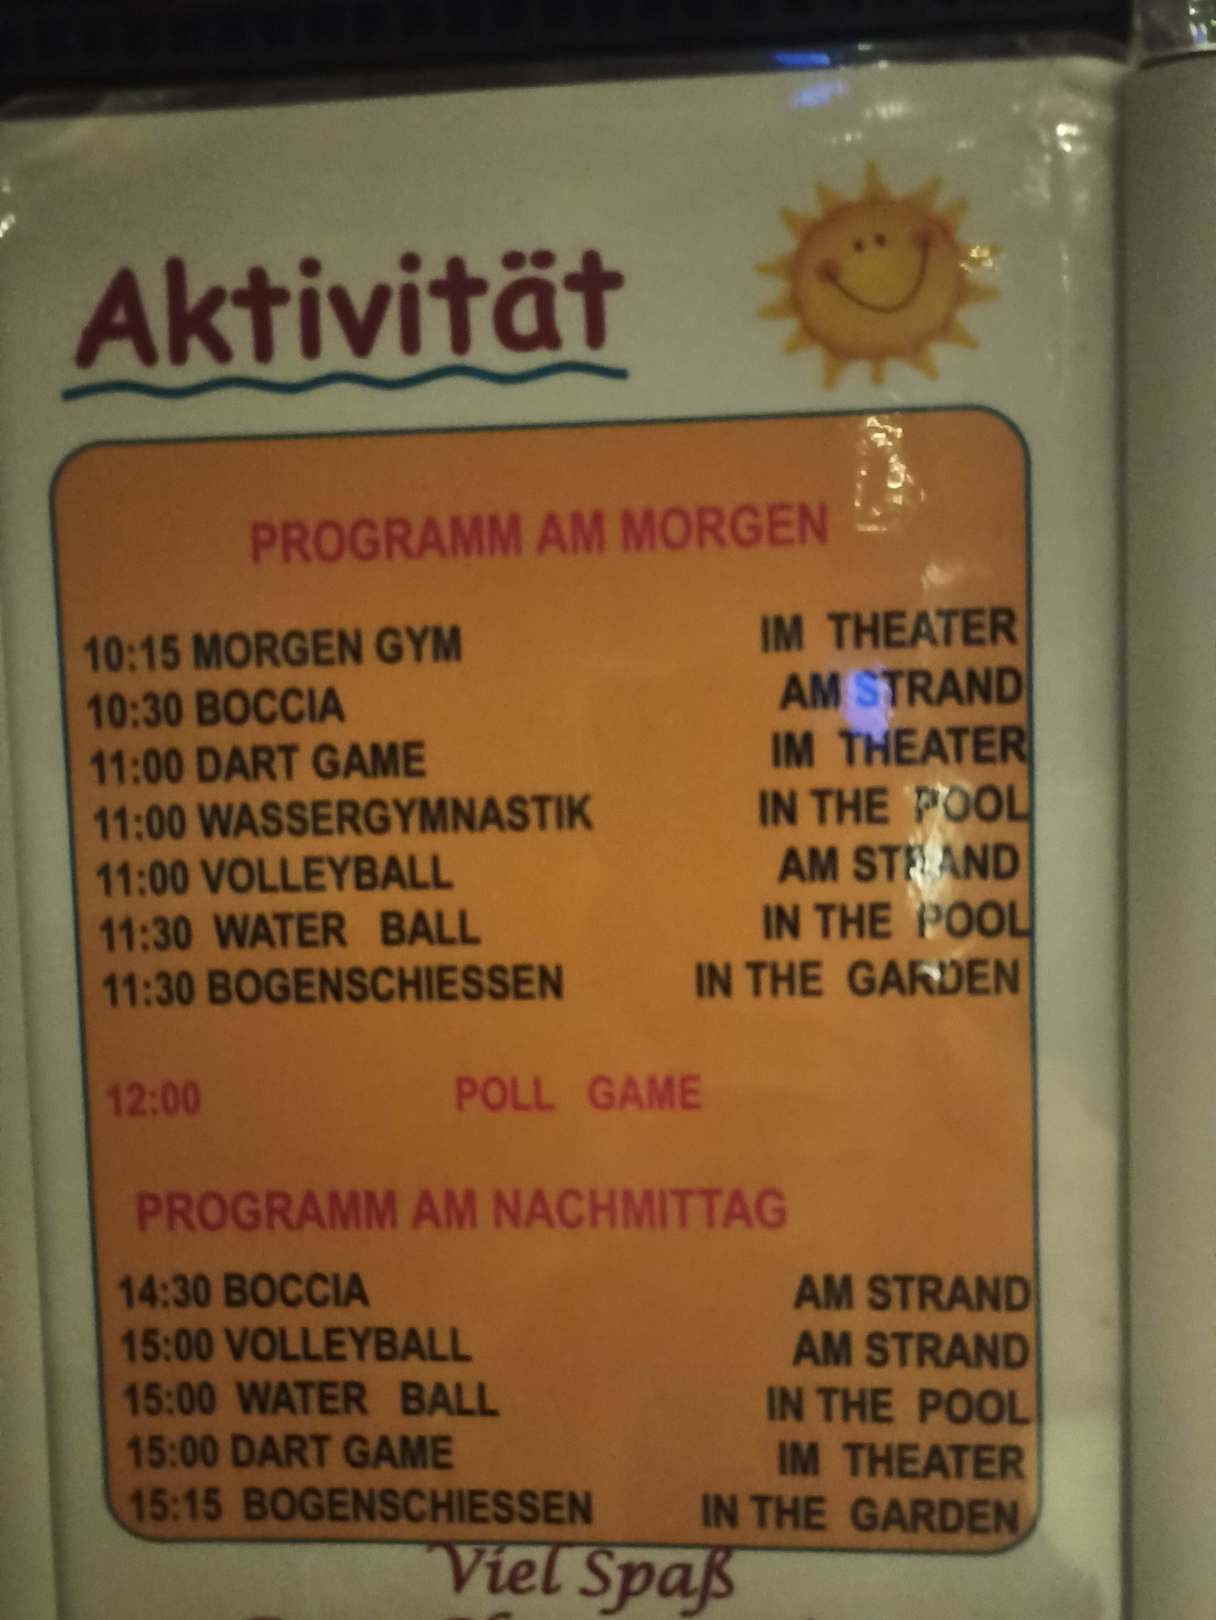 Aktivität
PROGRAMM AM MORGEN
10:15 MORGEN GYM IM THEATER
10:30 BOCCIA AM STRAND
11:00 DART GAME IM THEATER
11:00 WASSERGYMNASTIK IN THE POOL
11:00 VOLLEYBALL AM STRAND
11:30 WATER BALL IN THE POOL
11:30 BOGENSCHIESSEN IN THE GARDEN
12:00 POLL GAME
PROGRAMM AM NACHMITTAG
14:30 BOCCIA AM STRAND
15:00 VOLLEYBALL AM STRAND
15:00 WATER BALL IN THE POOL
15:00 DART GAME IM THEATER
15:15 BOGENSCHIESSEN IN THE GARDEN
Viel Spaß